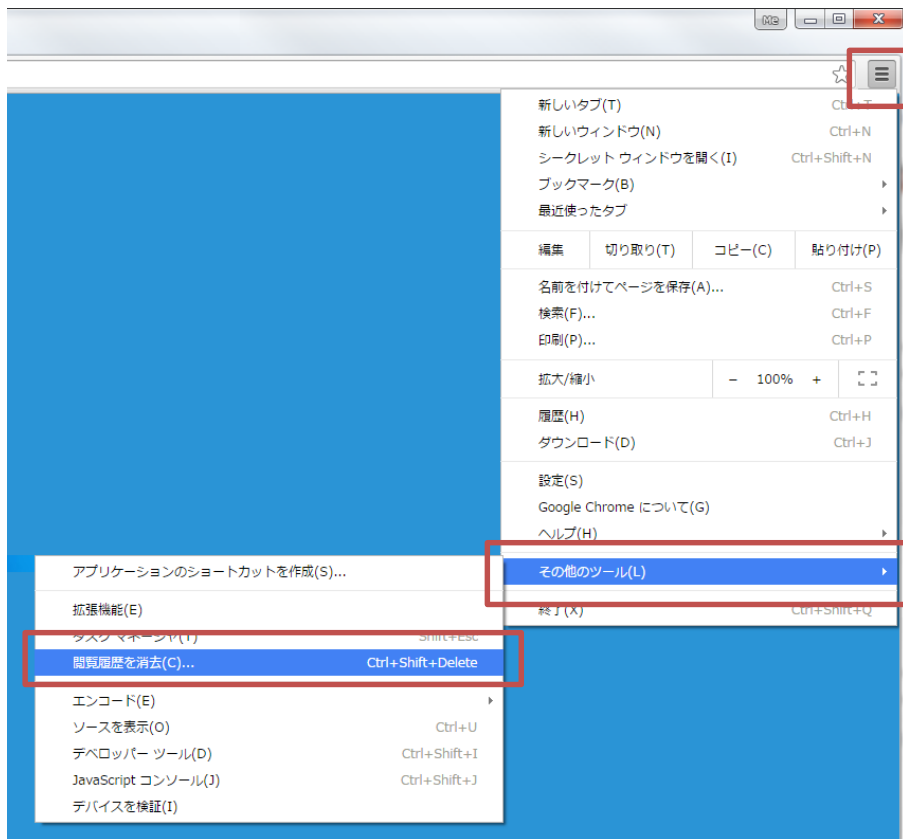 Me
新しいタブ(T) Ctrl+T
新しいウィンドウ(N) Ctrl+N
シークレット ウィンドウを開く(I) Ctrl+Shift+N
ブックマーク(B)
最近使ったタブ
編集 切り取り(T) コピー(C) 貼り付け(P)
名前を付けてページを保存(A)... Ctrl+S
検索(F)... Ctrl+F
印刷(P)... Ctrl+P
拡大/縮小 − 100% +
履歴(H) Ctrl+H
ダウンロード(D) Ctrl+J
設定(S)
Google Chrome について(G)
ヘルプ(H)
その他のツール(L)
終了(X) Ctrl+Shift+Q
アプリケーションのショートカットを作成(S)...
拡張機能(E)
タスク マネージャ(T) Shift+Esc
閲覧履歴を消去(C)... Ctrl+Shift+Delete
エンコード(E)
ソースを表示(O) Ctrl+U
デベロッパー ツール(D) Ctrl+Shift+I
JavaScript コンソール(J) Ctrl+Shift+J
デバイスを検証(I)